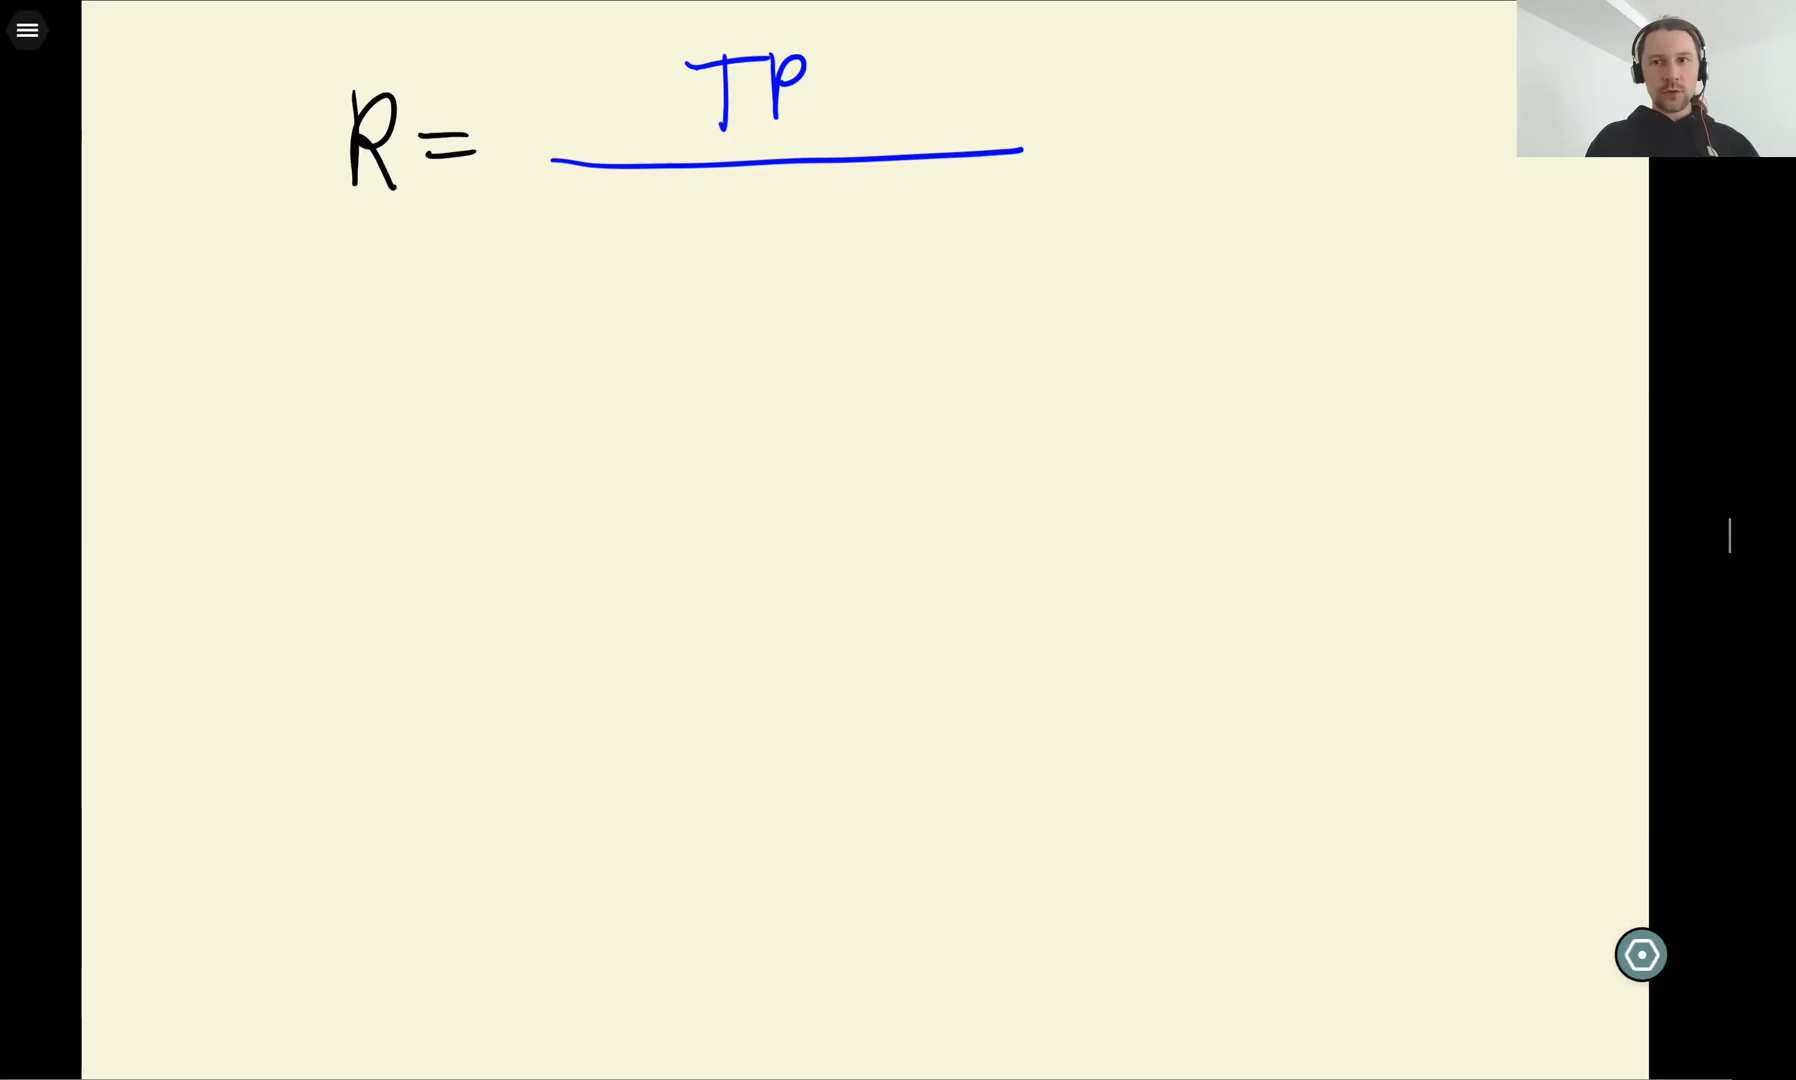 TP
R =